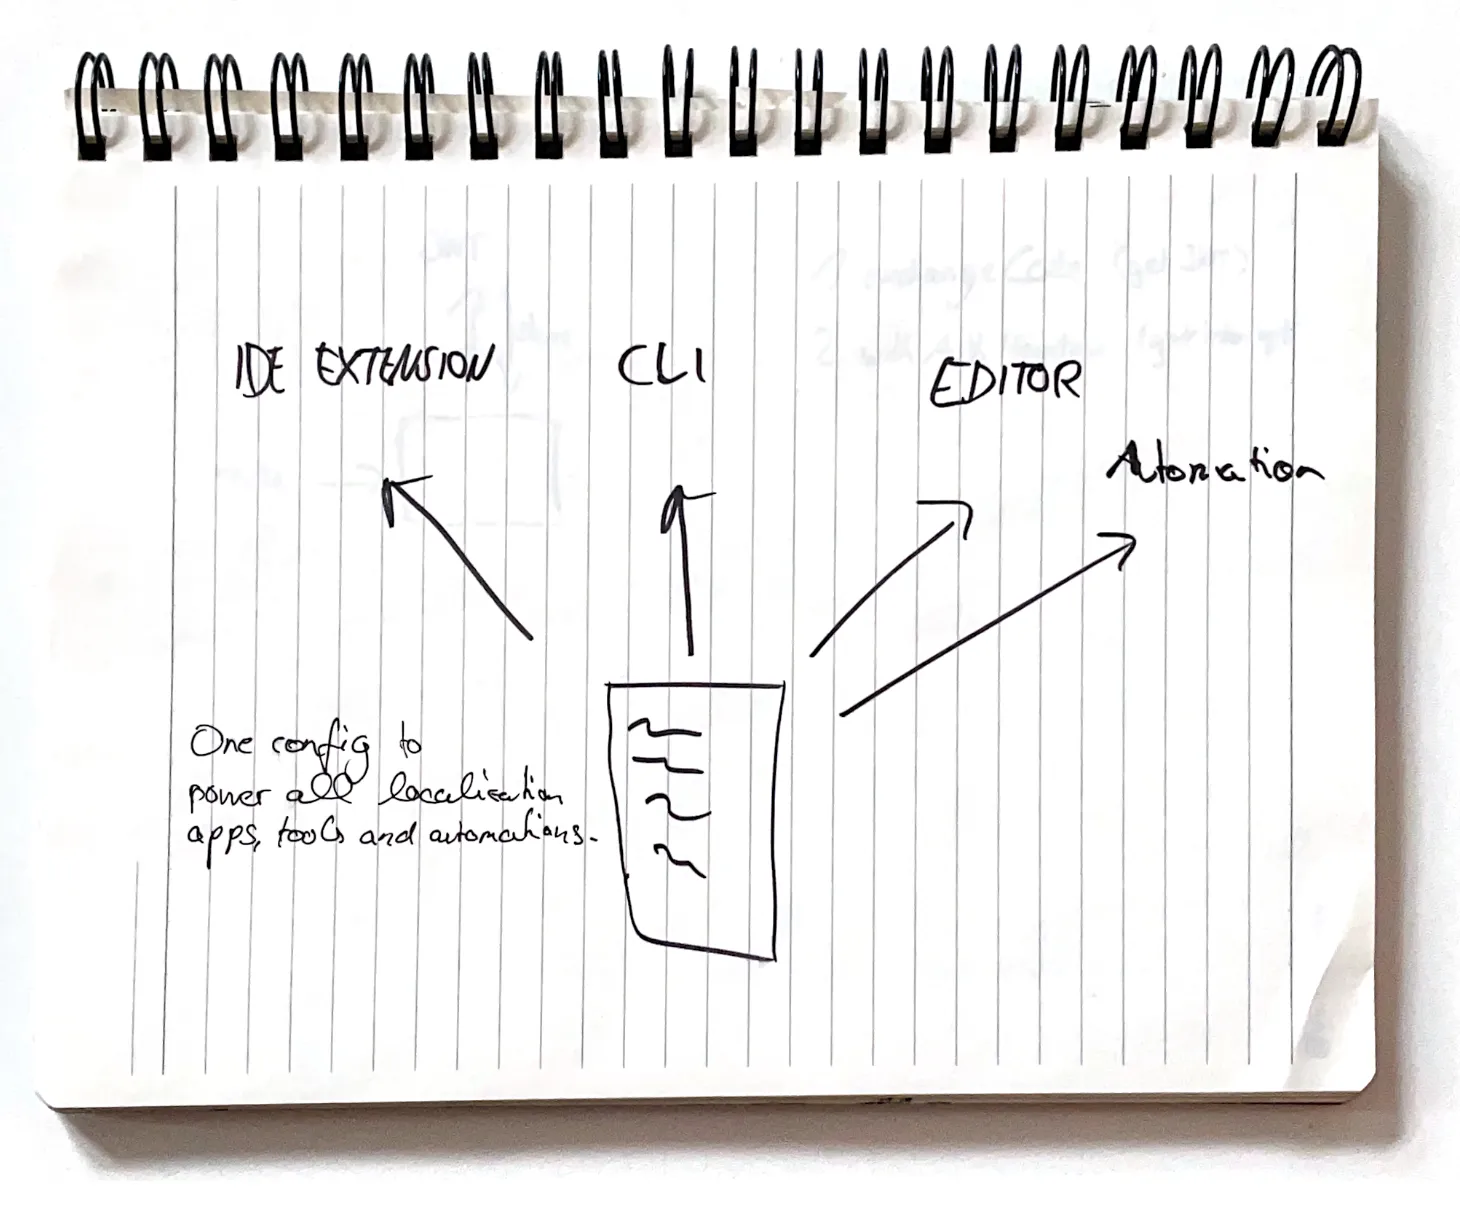 IDE EXTENSION
CLI
EDITOR
Automation
One config to
power all localization
apps, tools and automations.